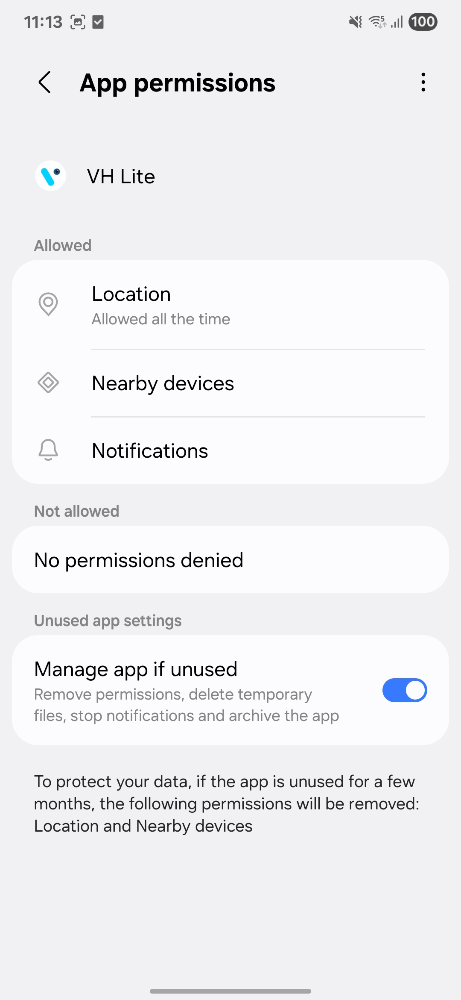 11:13
5
100
App permissions
VH Lite
Allowed
Location
Allowed all the time
Nearby devices
Notifications
Not allowed
No permissions denied
Unused app settings
Manage app if unused
Remove permissions, delete temporary
files, stop notifications and archive the app
To protect your data, if the app is unused for a few
months, the following permissions will be removed:
Location and Nearby devices